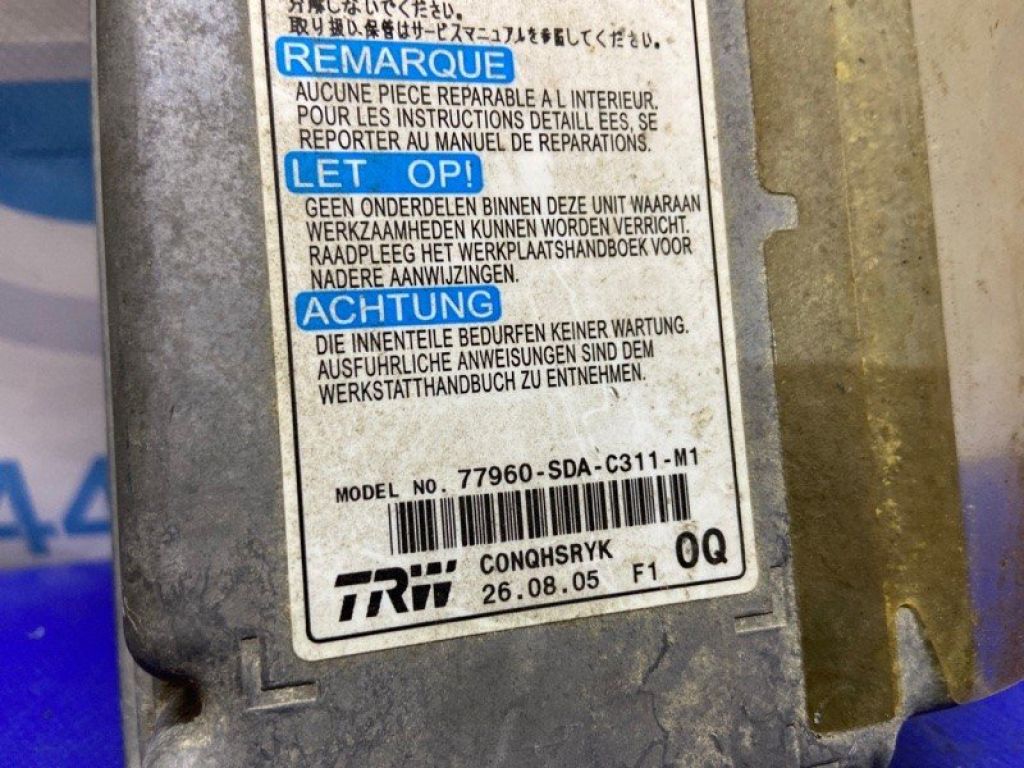 分解しないでください。
取り扱い、保管はサービスマニュアルを参照してください。
REMARQUE
AUCUNE PIECE REPARABLE A L INTERIEUR.
POUR LES INSTRUCTIONS DETAILL EES, SE
REPORTER AU MANUEL DE REPARATIONS.
LET OP!
GEEN ONDERDELEN BINNEN DEZE UNIT WAARAAN
WERKZAAMHEDEN KUNNEN WORDEN VERRICHT.
RAADPLEEG HET WERKPLAATSHANDBOEK VOOR
NADERE AANWIJZINGEN.
ACHTUNG
DIE INNENTEILE BEDURFEN KEINER WARTUNG.
AUSFUHRLICHE ANWEISUNGEN SIND DEM
WERKSTATTHANDBUCH ZU ENTNEHMEN.
MODEL NO. 77960-SDA-C311-M1
TRW CONQHSRYK
26.08.05 F1 0Q
44